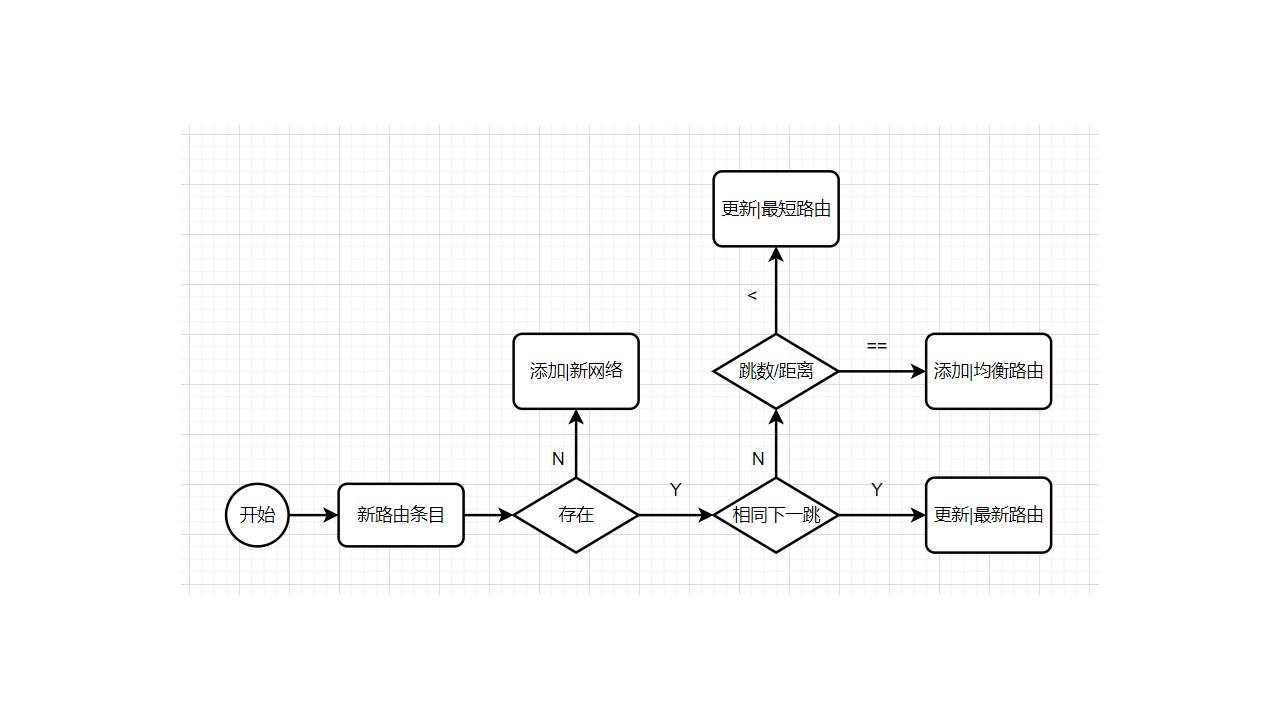 更新|最短路由
<
==
添加|新网络
跳数/距离
添加|均衡路由
N
N
Y
Y
开始
新路由条目
存在
相同下一跳
更新|最新路由